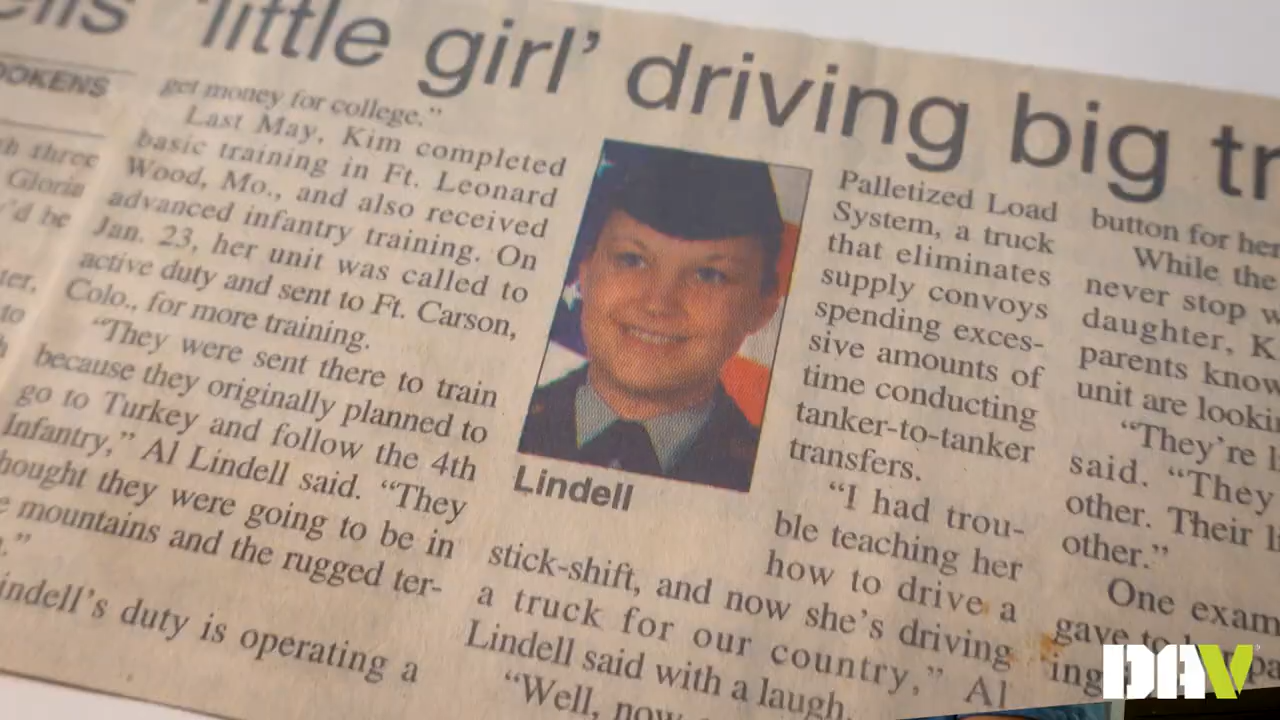 'little girl' driving big
get money for college."
Last May, Kim completed
basic training in Ft. Leonard
Wood, Mo., and also received
advanced infantry training. On
Jan. 23, her unit was called to
active duty and sent to Ft. Carson,
Colo., for more training.
"They were sent there to train
because they originally planned to
go to Turkey and follow the 4th
Infantry," Al Lindell said. "They
they were going to be in
mountains and the rugged ter-
duty is operating a
Lindell
Palletized Load
System, a truck
that eliminates
supply convoys
spending exces-
sive amounts of
time conducting
tanker-to-tanker
transfers.
"I had trou-
ble teaching her
how to drive a
stick-shift, and now she's driving
a truck for our country," Al
Lindell said with a laugh.
"Well, now
button for her
While the
never stop
daughter,
parents
unit are
"They're
said. "They
other. Their
other."
One
gave to
DAV